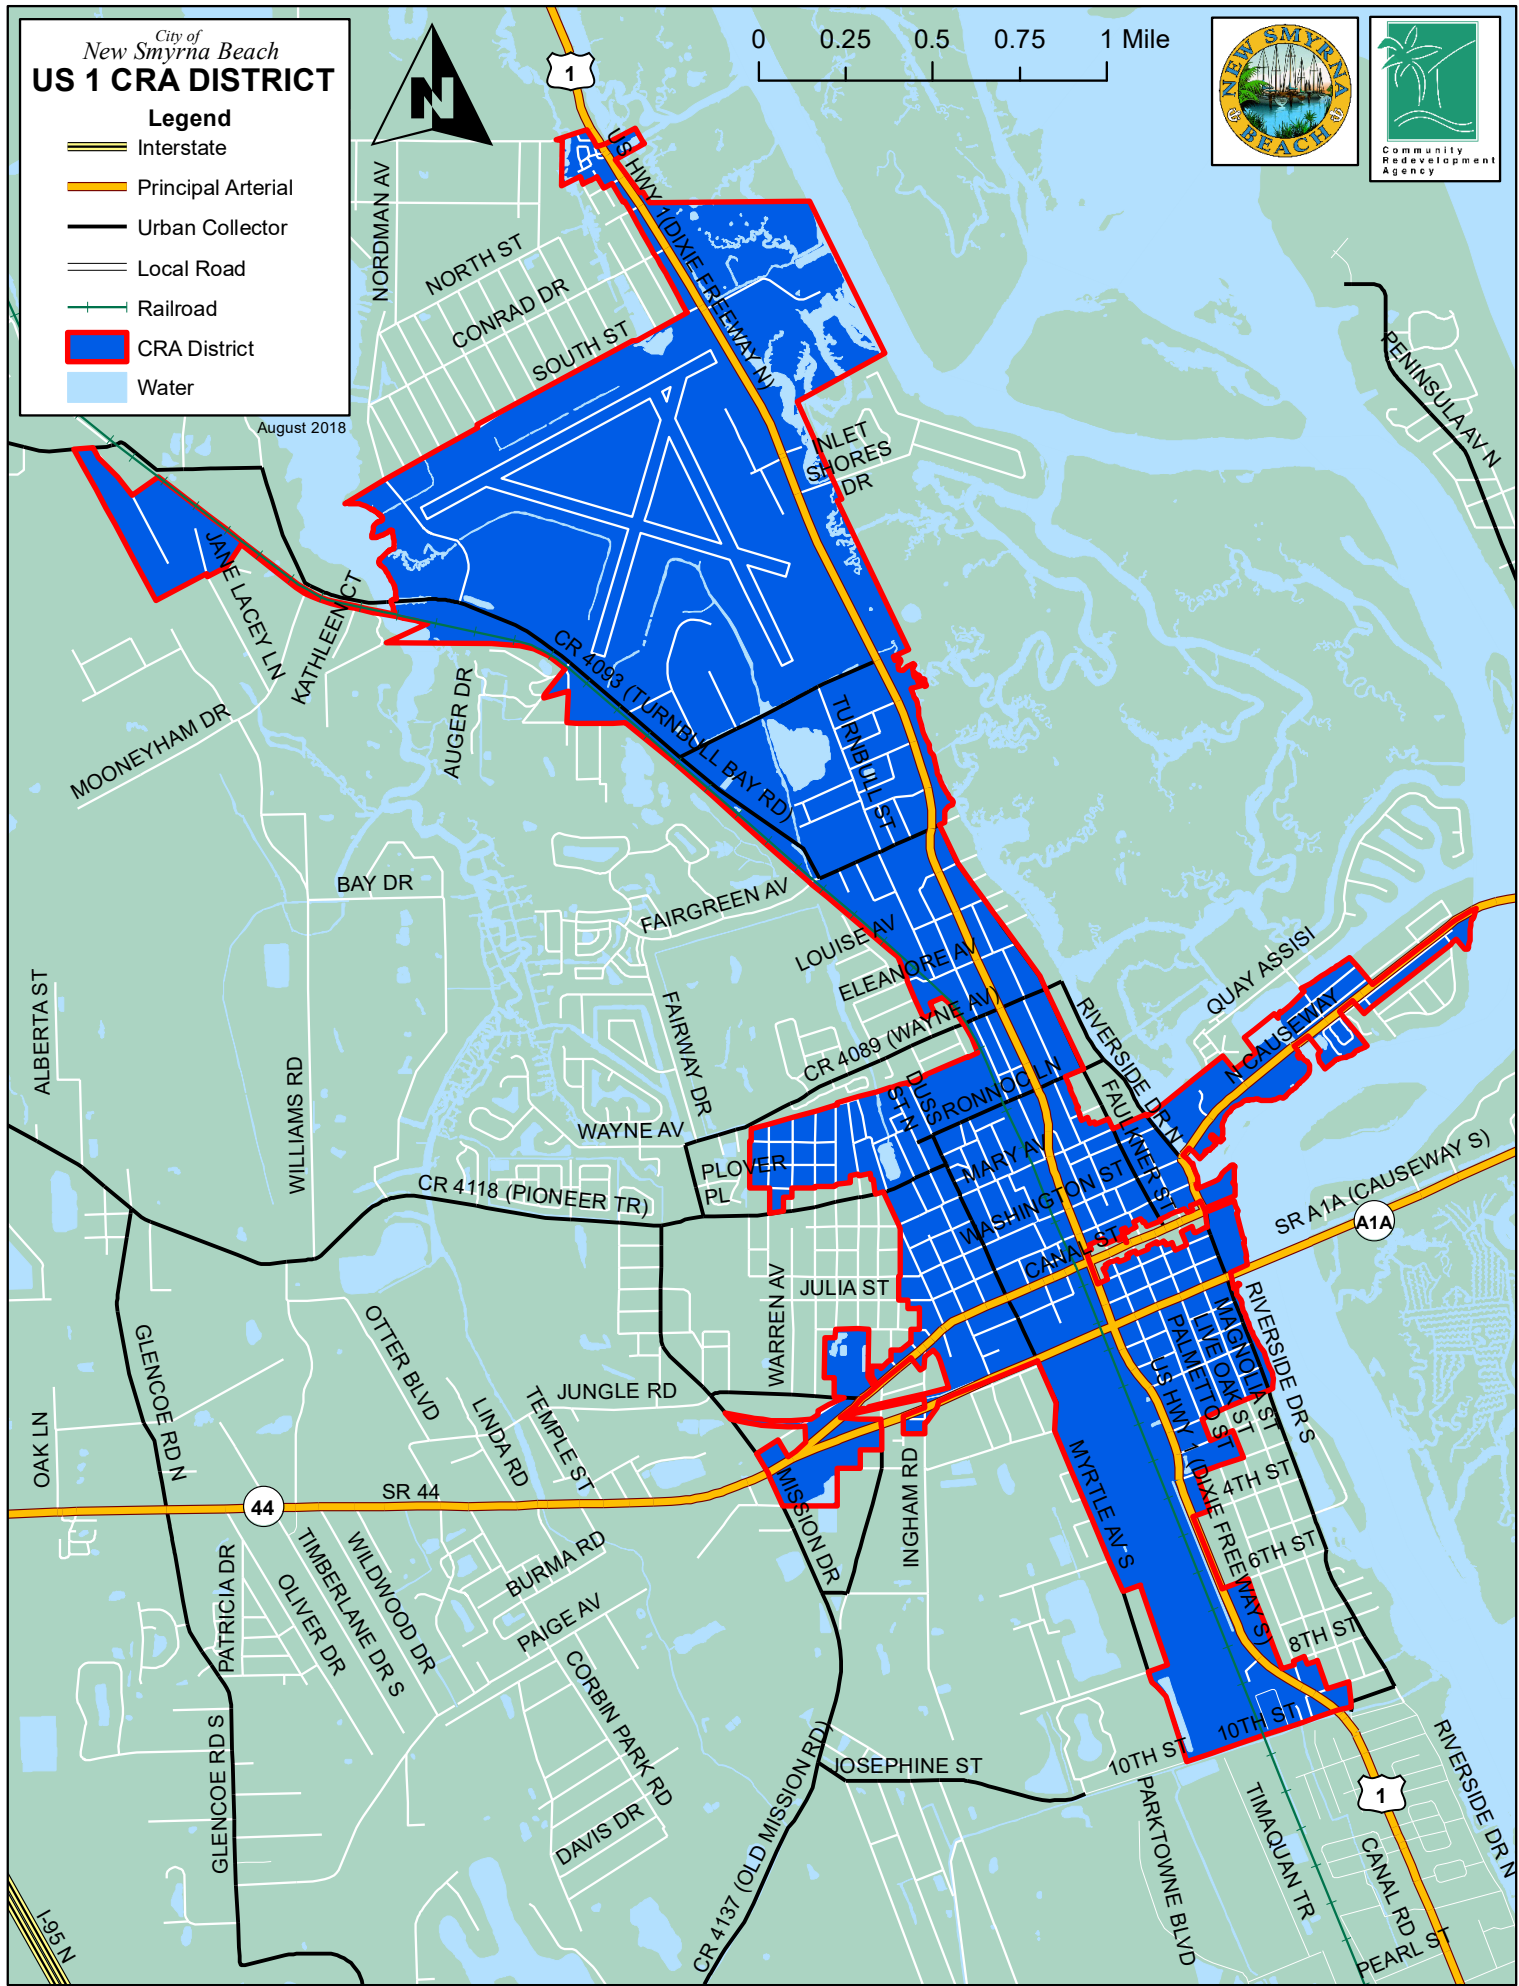 City of
New Smyrna Beach
US 1 CRA DISTRICT
Legend
Interstate
Principal Arterial
Urban Collector
Local Road
Railroad
CRA District
Water
August 2018
N
0 0.25 0.5 0.75 1 Mile
NEW SMYRNA
BEACH
Community
Redevelopment
Agency
1
US HWY 1 (DIXIE FREEWAY N)
NORDMAN AV
NORTH ST
CONRAD DR
SOUTH ST
PENINSULA AV N
INLET
SHORES
DR
JANE LACEY LN
KATHLEEN CT
MOONEYHAM DR
AUGER DR
CR 4093 (TURNBULL BAY RD)
TURNBULL ST
BAY DR
FAIRGREEN AV
LOUISE AV
ELEANORE AV
QUAY ASSISI
N CAUSEWAY
ALBERTA ST
WILLIAMS RD
FAIRWAY DR
CR 4089 (WAYNE AV)
RIVERSIDE DR N
DUSS
ST N
RONNOC LN
FAULKNER ST
WAYNE AV
PLOVER
PL
MARY AV
WASHINGTON ST
CR 4118 (PIONEER TR)
CANAL ST
SR A1A (CAUSEWAY S)
A1A
WARREN AV
JULIA ST
GLENCOE RD N
OTTER BLVD
RIVERSIDE DR S
MAGNOLIA ST
LIVE OAK ST
PALMETTO ST
US HWY 1 (DIXIE FREEWAY S)
OAK LN
LINDA RD
TEMPLE ST
JUNGLE RD
MISSION DR
INGHAM RD
MYRTLE AV S
4TH ST
44
SR 44
6TH ST
PATRICIA DR
OLIVER DR
TIMBERLANE DR S
WILDWOOD DR
BURMA RD
PAIGE AV
8TH ST
CORBIN PARK RD
GLENCOE RD S
DAVIS DR
CR 4137 (OLD MISSION RD)
JOSEPHINE ST
10TH ST
10TH ST
PARKTOWNE BLVD
TIMAQUAN TR
1
CANAL RD
RIVERSIDE DR N
PEARL ST
I-95 N